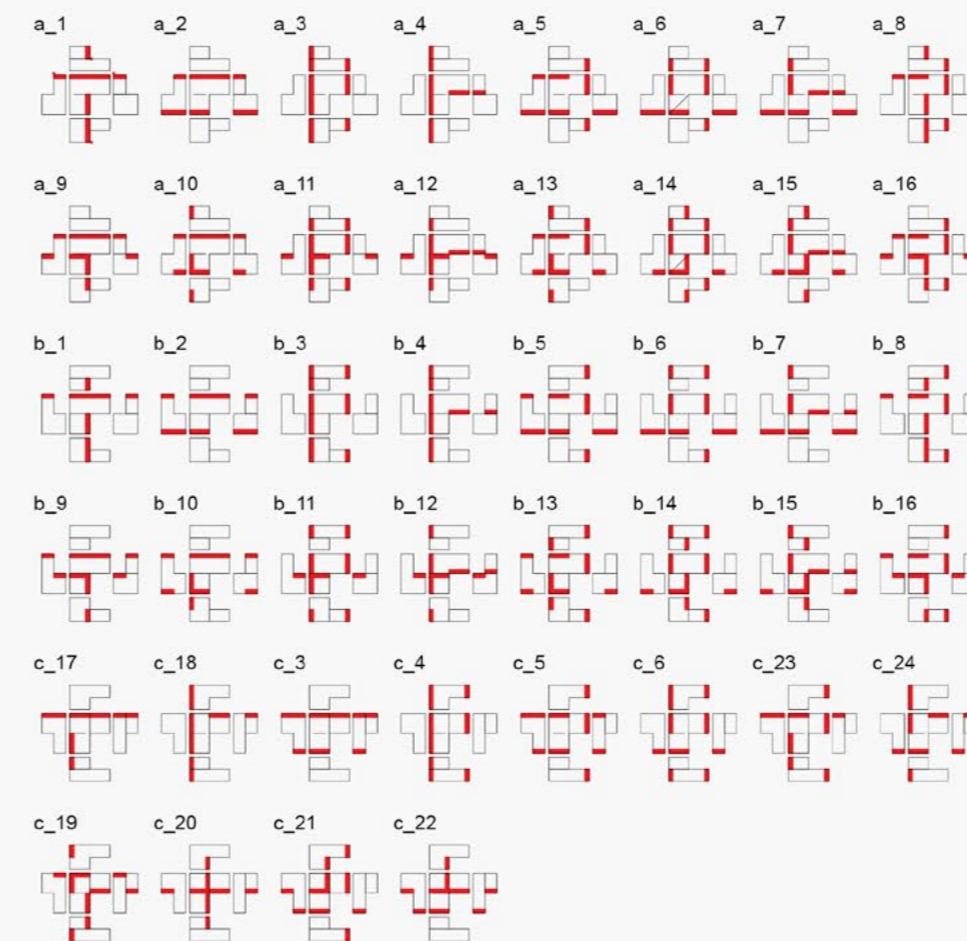 a_1 a_2 a_3 a_4 a_5 a_6 a_7 a_8
a_9 a_10 a_11 a_12 a_13 a_14 a_15 a_16
b_1 b_2 b_3 b_4 b_5 b_6 b_7 b_8
b_9 b_10 b_11 b_12 b_13 b_14 b_15 b_16
c_17 c_18 c_3 c_4 c_5 c_6 c_23 c_24
c_19 c_20 c_21 c_22